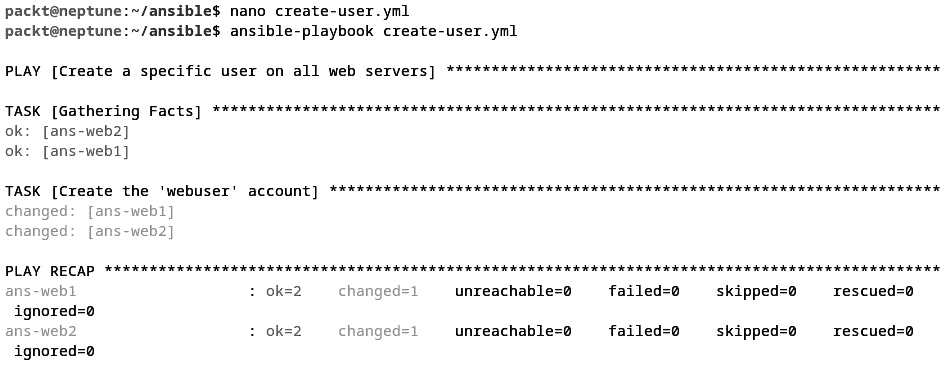 packt@neptune:~/ansible$ nano create-user.yml
packt@neptune:~/ansible$ ansible-playbook create-user.yml
PLAY [Create a specific user on all web servers] *******************************************************
TASK [Gathering Facts] *********************************************************************************
ok: [ans-web2]
ok: [ans-web1]
TASK [Create the 'webuser' account] ********************************************************************
changed: [ans-web1]
changed: [ans-web2]
PLAY RECAP *********************************************************************************************
ans-web1                   : ok=2    changed=1    unreachable=0    failed=0    skipped=0    rescued=0
 ignored=0
ans-web2                   : ok=2    changed=1    unreachable=0    failed=0    skipped=0    rescued=0
 ignored=0